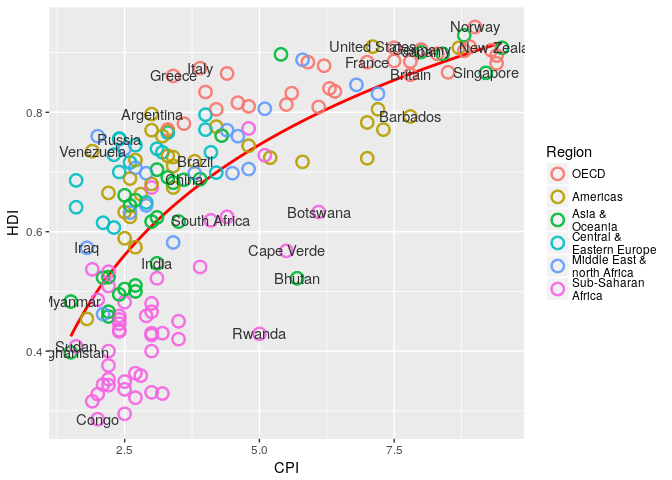 Norway
United States
Germany
Japan
New Zeala
Italy
France
Greece
Britain
Singapore
Argentina
Barbados
Russia
Venezuela
Brazil
China
Botswana
South Africa
Iraq
Cape Verde
India
Bhutan
Myanmar
Rwanda
Sudan
ghanistan
Congo
0.8
0.6
0.4
2.5
5.0
7.5
CPI
HDI
Region
OECD
Americas
Asia &
Oceania
Central &
Eastern Europe
Middle East &
north Africa
Sub-Saharan
Africa